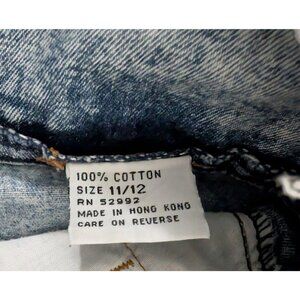 100% COTTON
SIZE 11/12
RN 52992
MADE IN HONG KONG
CARE ON REVERSE